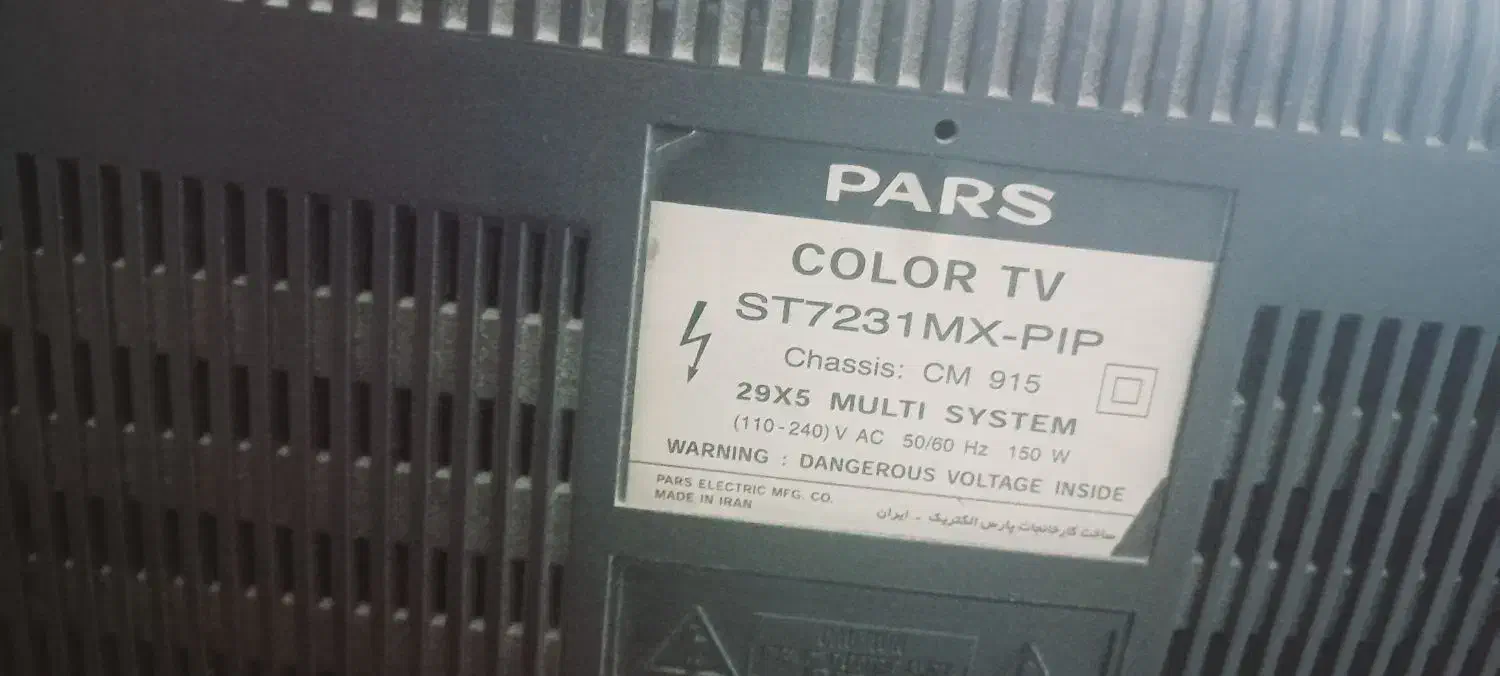 PARS
COLOR TV
ST7231MX-PIP
Chassis: CM 915
29X5 MULTI SYSTEM
(110-240) V AC 50/60 Hz 150 W
WARNING : DANGEROUS VOLTAGE INSIDE
PARS ELECTRIC MFG. CO.
MADE IN IRAN
ساخت کارخانجات پارس الکتریک - ایران